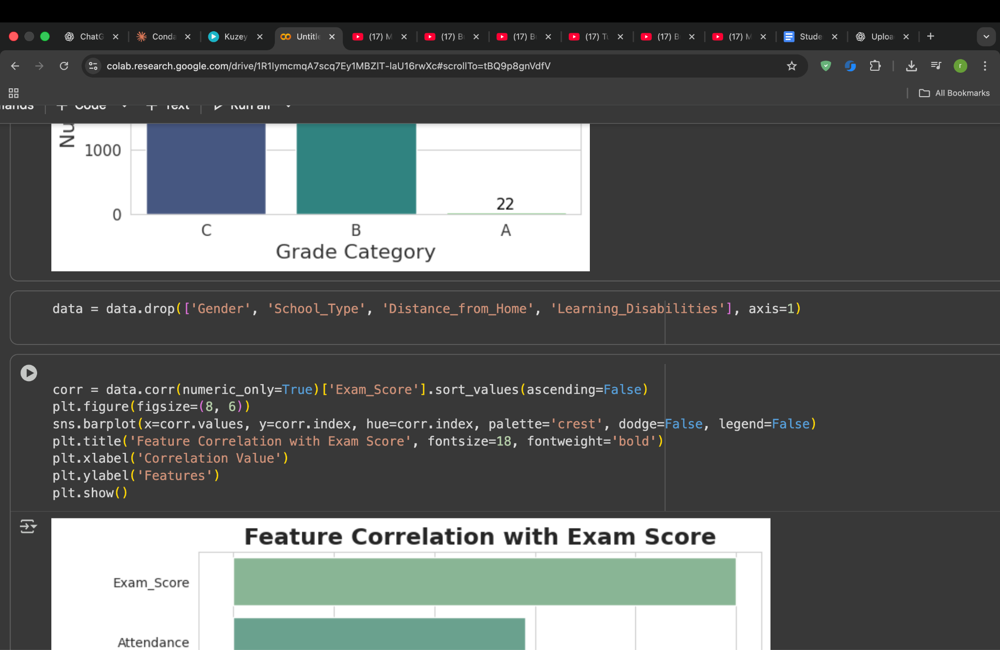 ChatG
Conda
Kuzey
Untitle
(17) M
(17) B
(17) B
(17) Tu
(17) B
(17) M
Stude
Uploa
colab.research.google.com/drive/1R1lymcmqA7scq7Ey1MBZlT-laU16rwXc#scrollTo=tBQ9p8gnVdfV
r
All Bookmarks
mands + Code + Text Run all
Nu
1000
0
22
C B A
Grade Category
data = data.drop(['Gender', 'School_Type', 'Distance_from_Home', 'Learning_Disabilities'], axis=1)
corr = data.corr(numeric_only=True)['Exam_Score'].sort_values(ascending=False)
plt.figure(figsize=(8, 6))
sns.barplot(x=corr.values, y=corr.index, hue=corr.index, palette='crest', dodge=False, legend=False)
plt.title('Feature Correlation with Exam Score', fontsize=18, fontweight='bold')
plt.xlabel('Correlation Value')
plt.ylabel('Features')
plt.show()
Feature Correlation with Exam Score
Exam_Score
Attendance